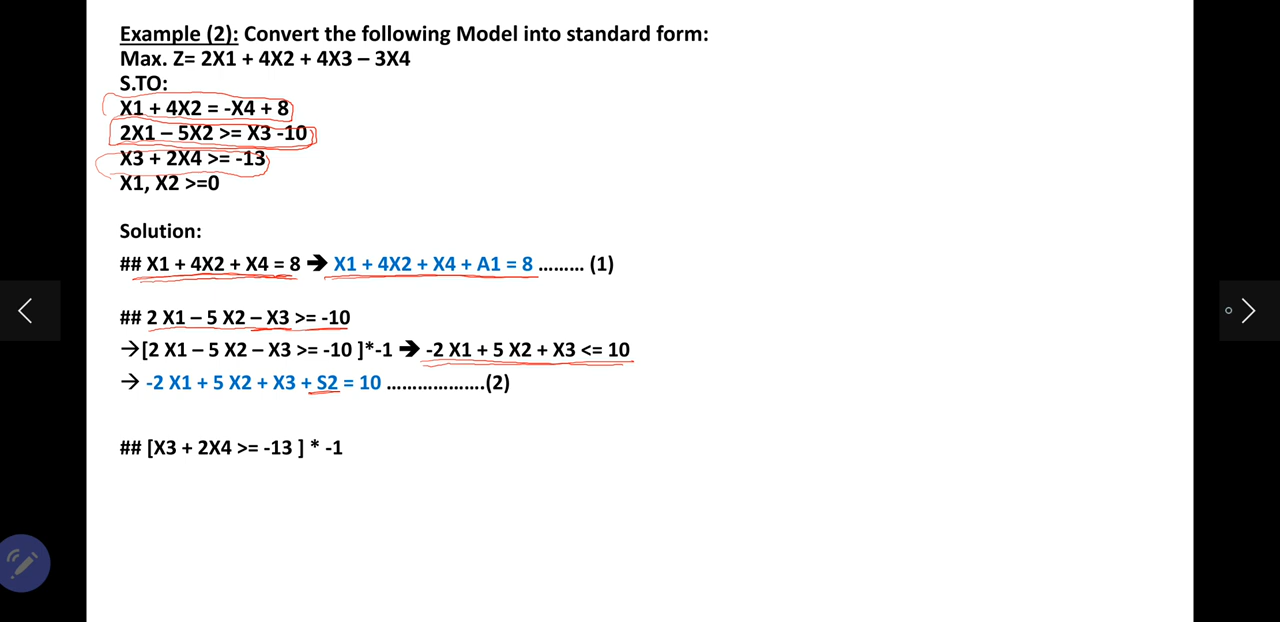 Example (2): Convert the following Model into standard form:
Max. Z= 2X1 + 4X2 + 4X3 – 3X4
S.TO:
X1 + 4X2 = -X4 + 8
2X1 – 5X2 >= X3 -10
X3 + 2X4 >= -13
X1, X2 >=0
Solution:
## X1 + 4X2 + X4 = 8 🡺 X1 + 4X2 + X4 + A1 = 8 ......... (1)
## 2 X1 – 5 X2 – X3 >= -10
→[2 X1 – 5 X2 – X3 >= -10 ]*-1 🡺 -2 X1 + 5 X2 + X3 <= 10
→ -2 X1 + 5 X2 + X3 + S2 = 10 ...................(2)
## [X3 + 2X4 >= -13 ] * -1